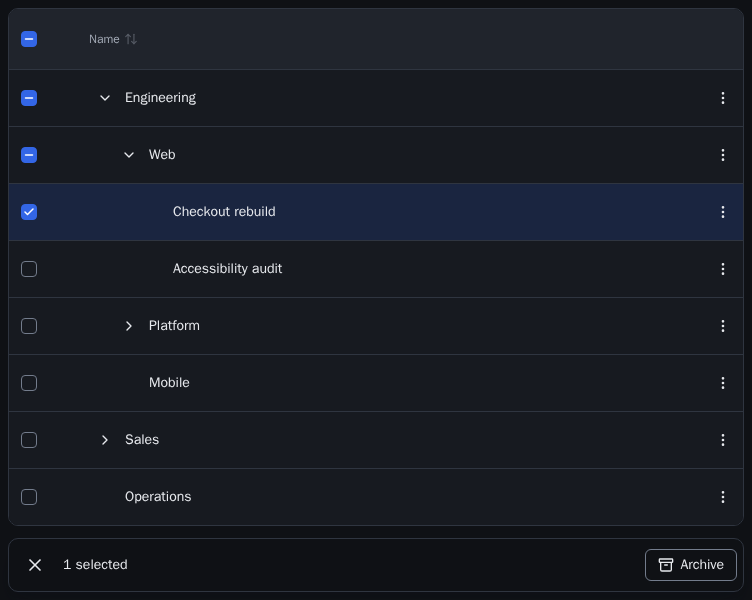 Name
Engineering
Web
Checkout rebuild
Accessibility audit
Platform
Mobile
Sales
Operations
1 selected
Archive